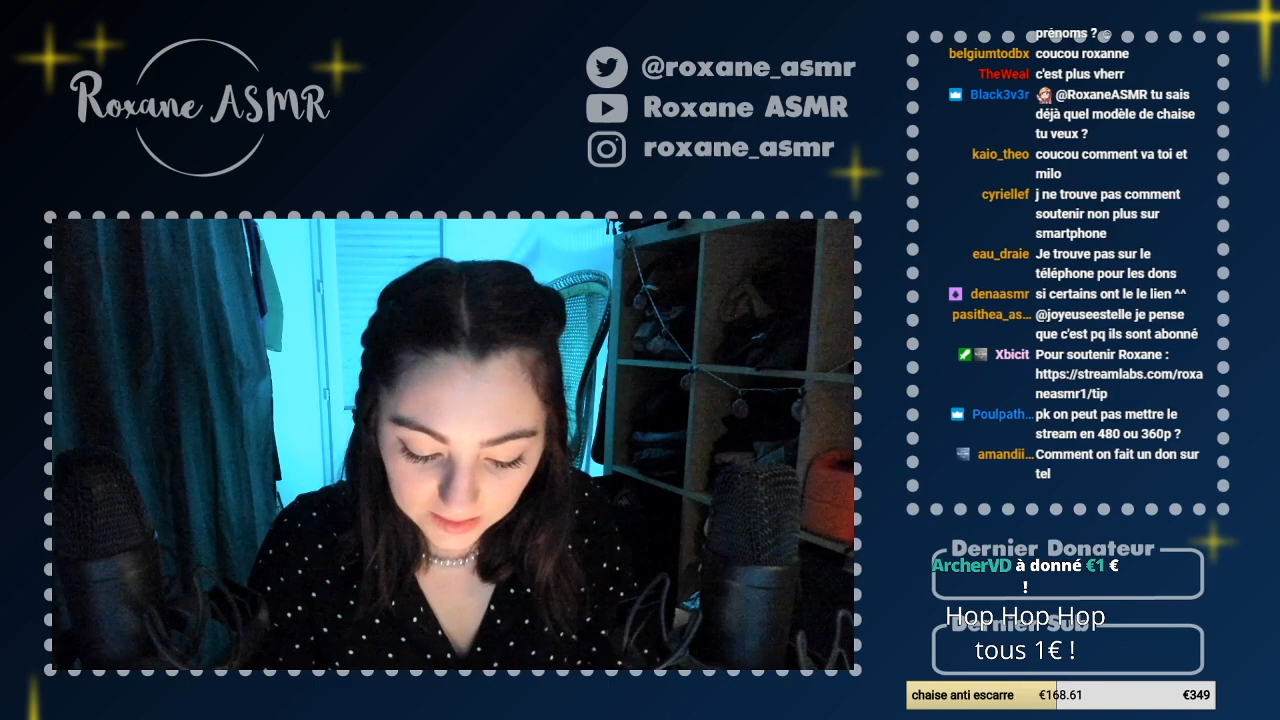 Roxane ASMR
@roxane_asmr
Roxane ASMR
roxane_asmr
prénoms ?
belgiumtodbx coucou roxanne
TheWeal c'est plus vherr
Black3v3r @RoxaneASMR tu sais
déjà quel modèle de chaise
tu veux ?
kaio_theo coucou comment va toi et
milo
cyriellef j ne trouve pas comment
soutenir non plus sur
smartphone
eau_draie Je trouve pas sur le
téléphone pour les dons
denaasmr si certains ont le le lien ^^
pasithea_as... @joyeuseestelle je pense
que c'est pq ils sont abonné
Xbicit Pour soutenir Roxane :
https://streamlabs.com/roxa
neasmr1/tip
Poulpath... pk on peut pas mettre le
stream en 480 ou 360p ?
amandii... Comment on fait un don sur
tel
Dernier Donateur
ArcherVD à donné €1 €
!
Hop Hop Hop
Dernier Sub
tous 1€ !
chaise anti escarre €168.61 €349